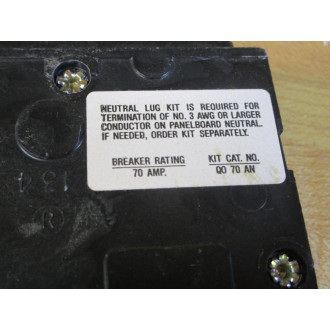 NEUTRAL LUG KIT IS REQUIRED FOR
TERMINATION OF NO. 3 AWG OR LARGER
CONDUCTOR ON PANELBOARD NEUTRAL.
IF NEEDED, ORDER KIT SEPARATELY.
BREAKER RATING KIT CAT. NO.
70 AMP. QO 70 AN
134
®